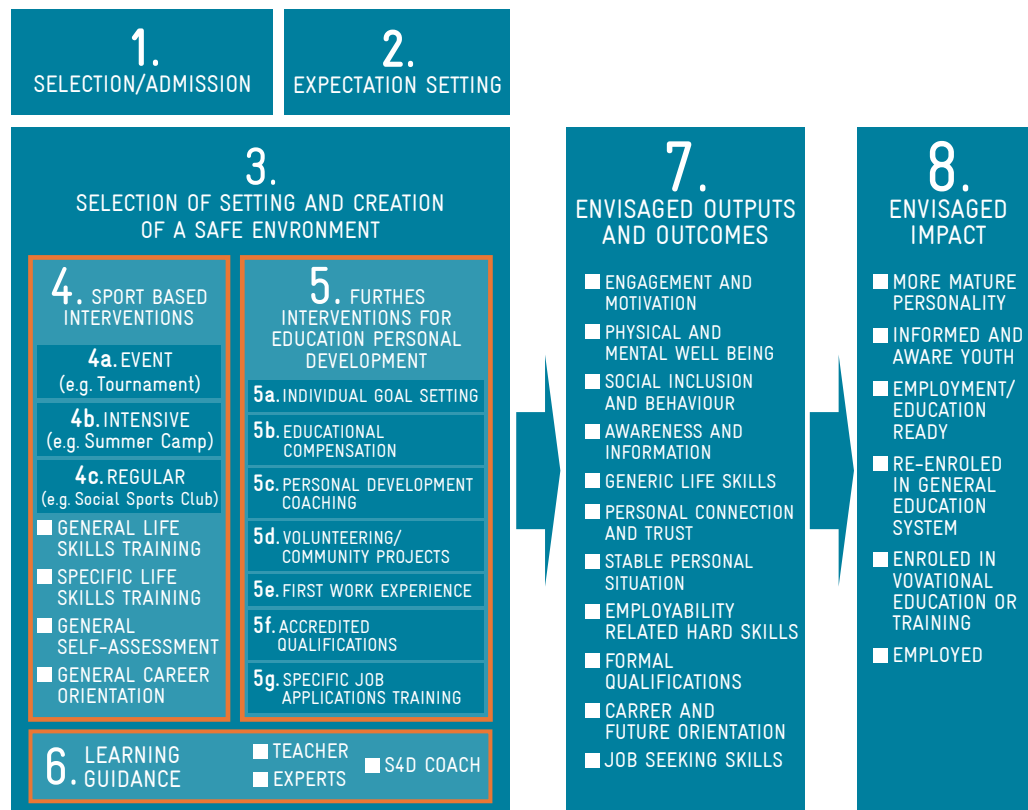 1.
SELECTION/ADMISSION
2.
EXPECTATION SETTING
3.
SELECTION OF SETTING AND CREATION
OF A SAFE ENVRONMENT
4. SPORT BASED
INTERVENTIONS
4a. EVENT
(e.g. Tournament)
4b. INTENSIVE
(e.g. Summer Camp)
4c. REGULAR
(e.g. Social Sports Club)
GENERAL LIFE
SKILLS TRAINING
SPECIFIC LIFE
SKILLS TRAINING
GENERAL
SELF-ASSESSMENT
GENERAL CAREER
ORIENTATION
5. FURTHES
INTERVENTIONS FOR
EDUCATION PERSONAL
DEVELOPMENT
5a. INDIVIDUAL GOAL SETTING
5b. EDUCATIONAL
COMPENSATION
5c. PERSONAL DEVELOPMENT
COACHING
5d. VOLUNTEERING/
COMMUNITY PROJECTS
5e. FIRST WORK EXPERIENCE
5f. ACCREDITED
QUALIFICATIONS
5g. SPECIFIC JOB
APPLICATIONS TRAINING
6. LEARNING
GUIDANCE
TEACHER
EXPERTS
S4D COACH
7.
ENVISAGED OUTPUTS
AND OUTCOMES
ENGAGEMENT AND
MOTIVATION
PHYSICAL AND
MENTAL WELL BEING
SOCIAL INCLUSION
AND BEHAVIOUR
AWARENESS AND
INFORMATION
GENERIC LIFE SKILLS
PERSONAL CONNECTION
AND TRUST
STABLE PERSONAL
SITUATION
EMPLOYABILITY
RELATED HARD SKILLS
FORMAL
QUALIFICATIONS
CARRER AND
FUTURE ORIENTATION
JOB SEEKING SKILLS
8.
ENVISAGED
IMPACT
MORE MATURE
PERSONALITY
INFORMED AND
AWARE YOUTH
EMPLOYMENT/
EDUCATION
READY
RE-ENROLED
IN GENERAL
EDUCATION
SYSTEM
ENROLED IN
VOVATIONAL
EDUCATION OR
TRAINING
EMPLOYED